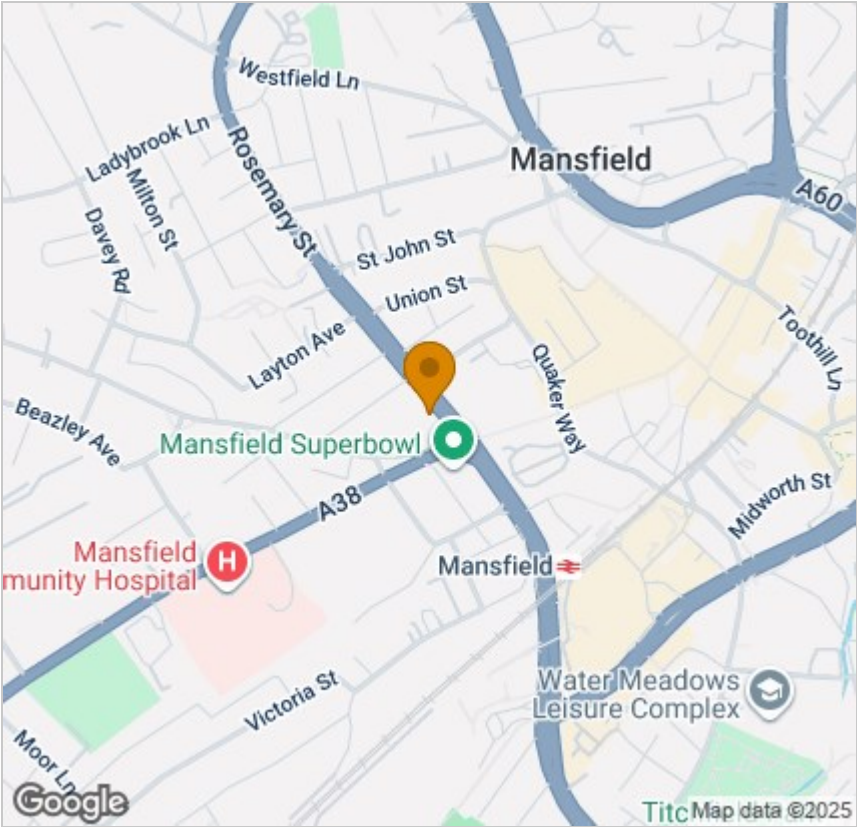 Westfield Ln
Mansfield
Ladybrook Ln
Rosemary St
A60
Milton St
Davey Rd
St John St
Union St
Toothill Ln
Layton Ave
Quaker Way
Beazley Ave
Mansfield Superbowl
Midworth St
A38
Mansfield
munity Hospital
H
Mansfield
Water Meadows
Leisure Complex
Victoria St
Moor Ln
Google
Titc
Map data ©2025